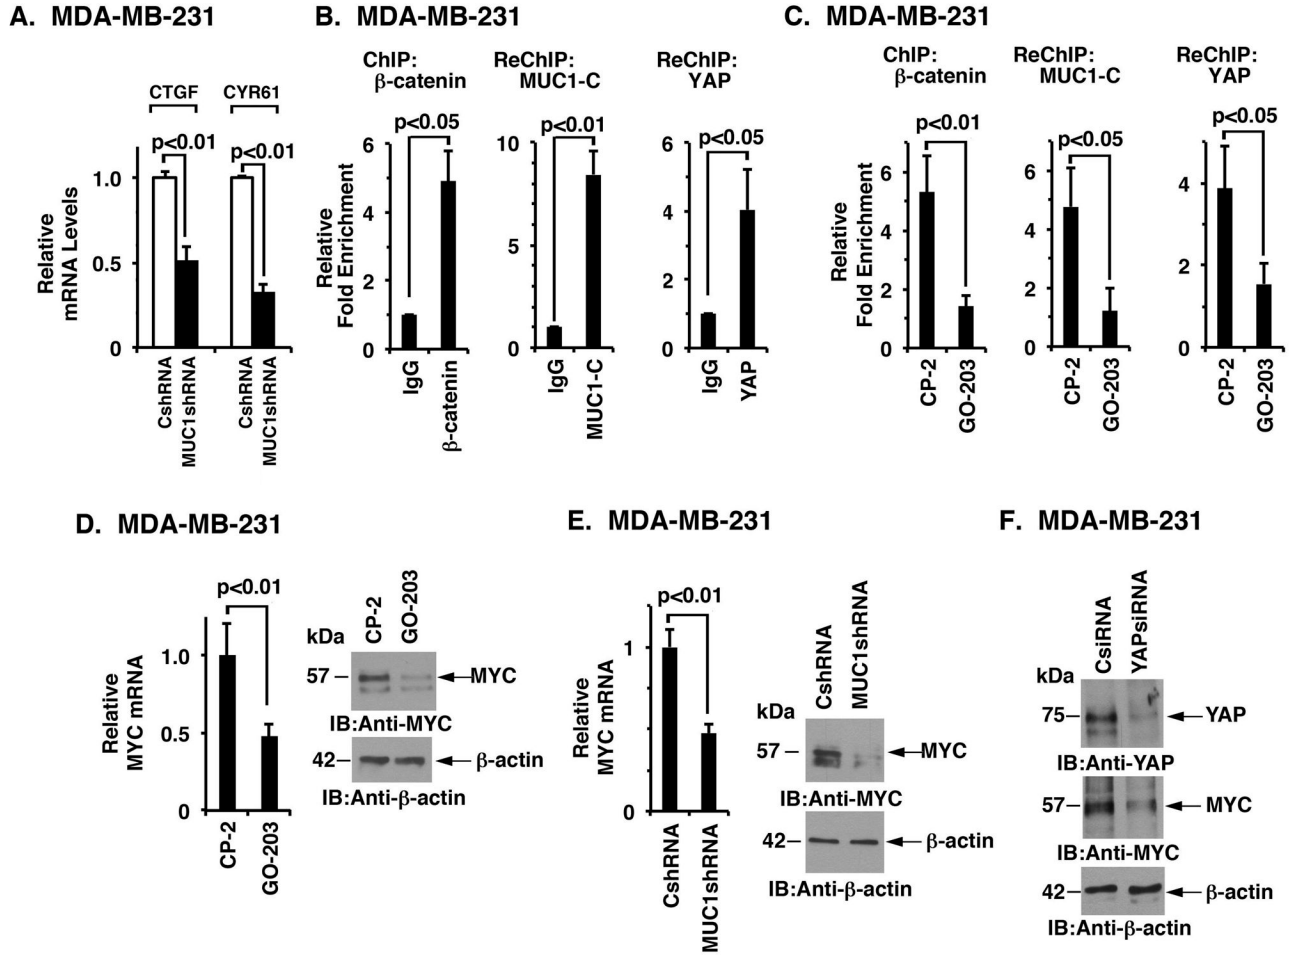 A. MDA-MB-231
CTGF CYR61
p<0.01 p<0.01
Relative
mRNA Levels
1.0
0.5
0
CshRNA
MUC1shRNA
CshRNA
MUC1shRNA
B. MDA-MB-231
ChIP:
β-catenin
p<0.05
Relative
Fold Enrichment
6
4
2
0
IgG
β-catenin
ReChIP:
MUC1-C
p<0.01
10
5
0
IgG
MUC1-C
ReChIP:
YAP
p<0.05
6
4
2
0
IgG
YAP
C. MDA-MB-231
ChIP:
β-catenin
p<0.01
Relative
Fold Enrichment
6
4
2
0
CP-2
GO-203
ReChIP:
MUC1-C
p<0.05
6
4
2
0
CP-2
GO-203
ReChIP:
YAP
p<0.05
4
2
0
CP-2
GO-203
D. MDA-MB-231
p<0.01
Relative
MYC mRNA
1.0
0.5
0
CP-2
GO-203
CP-2
GO-203
kDa
57 MYC
IB:Anti-MYC
42 β-actin
IB:Anti-β-actin
E. MDA-MB-231
p<0.01
Relative
MYC mRNA
1
0
CshRNA
MUC1shRNA
CshRNA
MUC1shRNA
kDa
57 MYC
IB:Anti-MYC
42 β-actin
IB:Anti-β-actin
F. MDA-MB-231
CsiRNA
YAPsiRNA
kDa
75 YAP
IB:Anti-YAP
57 MYC
IB:Anti-MYC
42 β-actin
IB:Anti-β-actin